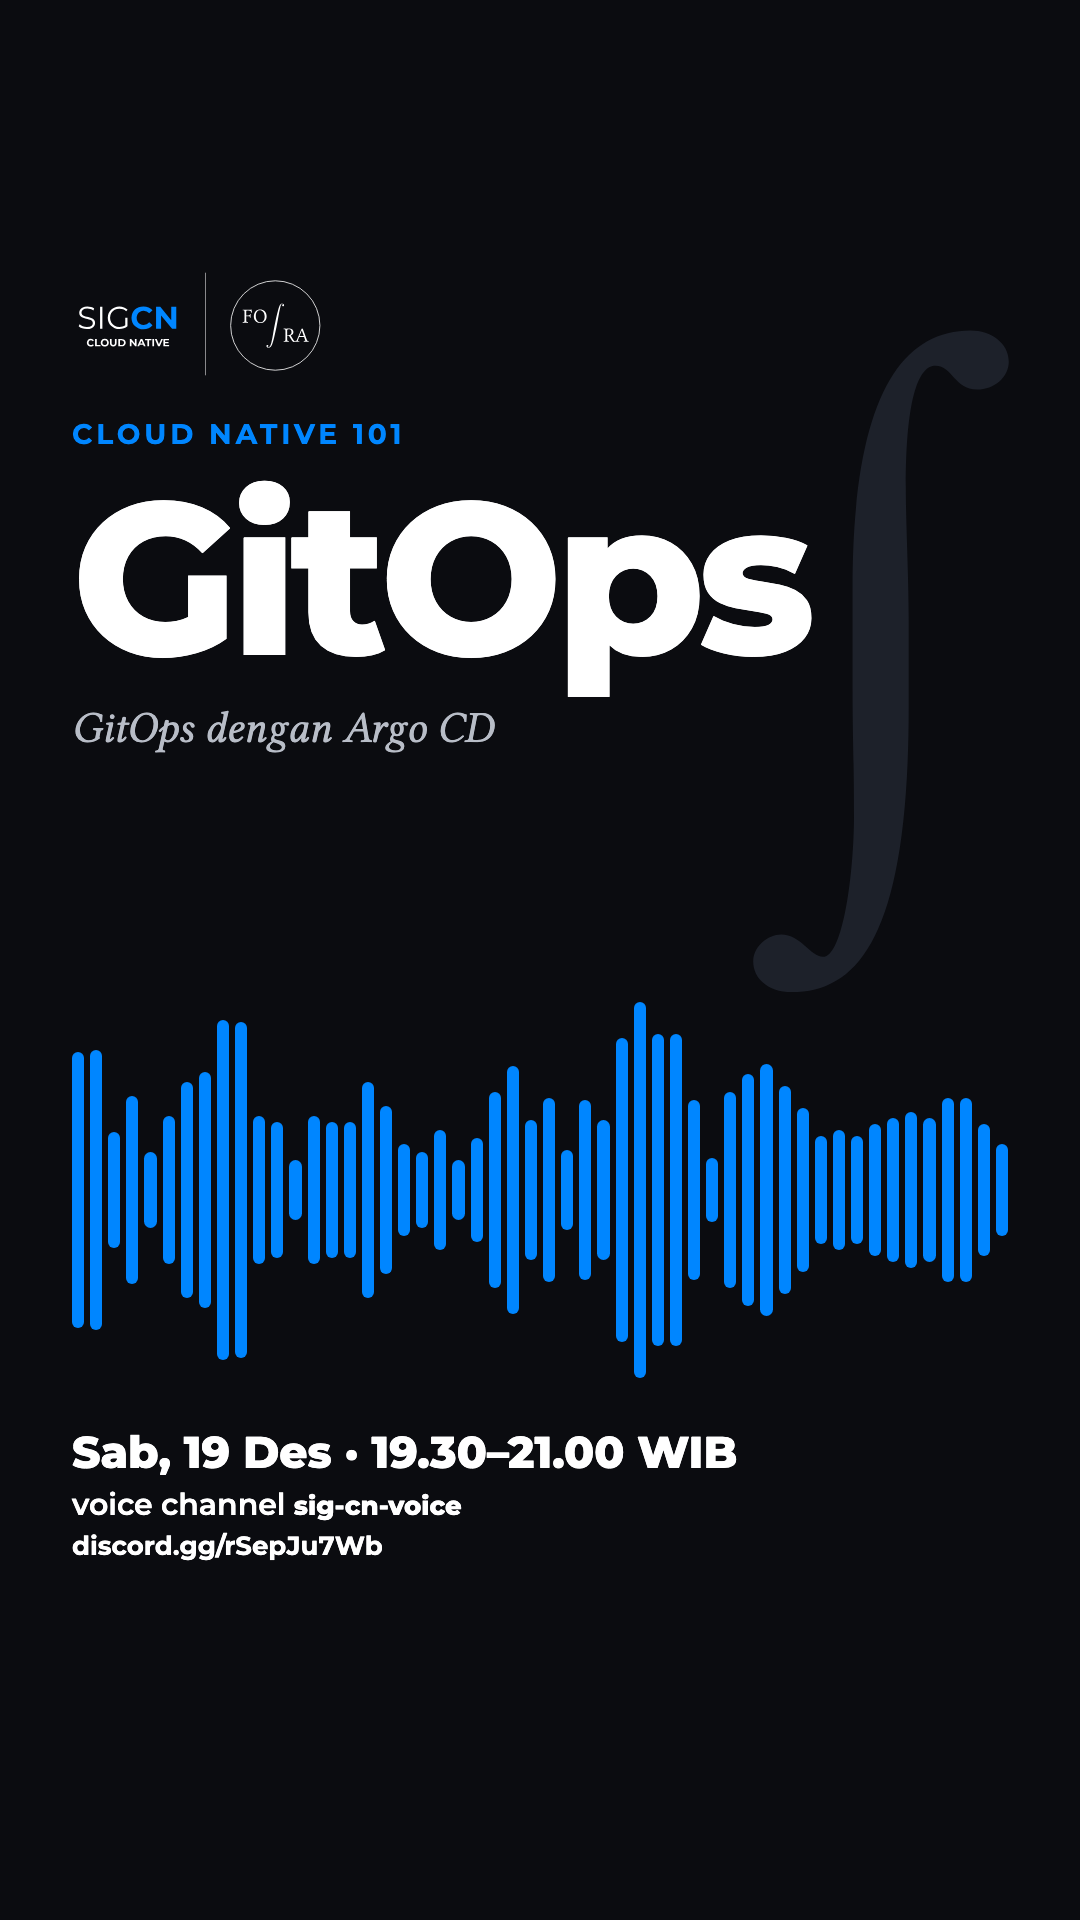 SIGCN
CLOUD NATIVE
FO∫RA
CLOUD NATIVE 101
GitOps
GitOps dengan Argo CD
Sab, 19 Des • 19.30–21.00 WIB
voice channel sig-cn-voice
discord.gg/rSepJu7Wb